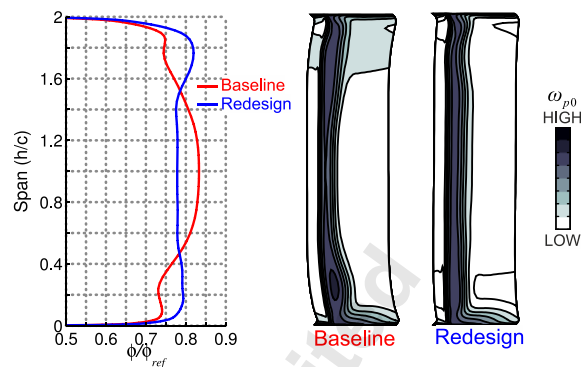 2
1.6
1.2
0.8
0.4
0
Span (h/c)
0.5
0.6
0.7
0.8
0.9
ϕ/ϕref
Baseline
Redesign
Baseline
Redesign
ωp0
HIGH
LOW